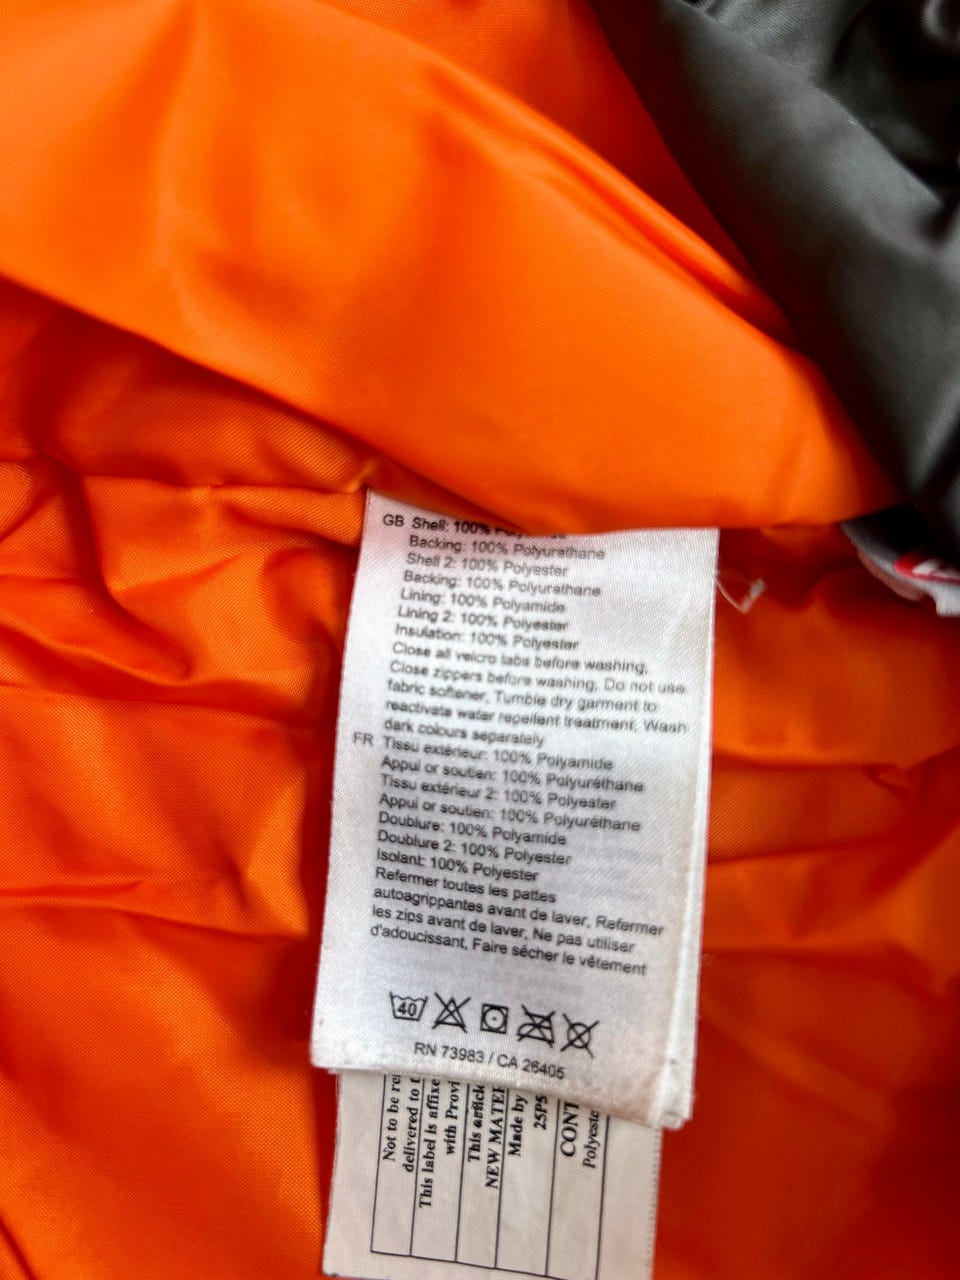 GB Shell: 100%
Backing: 100% Polyurethane
Shell 2: 100% Polyester
Backing: 100% Polyurethane
Lining: 100% Polyamide
Lining 2: 100% Polyester
Insulation: 100% Polyester
Close all velcro tabs before washing,
Close zippers before washing, Do not use
fabric softener, Tumble dry garment to
reactivate water repellent treatment, Wash
dark colours separately
FR Tissu extérieur: 100% Polyamide
Appui or soutien: 100% Polyuréthane
Tissu extérieur 2: 100% Polyester
Appui or soutien: 100% Polyuréthane
Doublure: 100% Polyamide
Doublure 2: 100% Polyester
Isolant: 100% Polyester
Refermer toutes les pattes
autoagrippantes avant de laver, Refermer
les zips avant de laver, Ne pas utiliser
d'adoucissant, Faire sécher le vêtement
40
RN 73983 / CA 26405
Not to be re
delivered to t
This label is affixe
with Provi
This article
NEW MATE
Made by
25P5
CONT
Polyeste